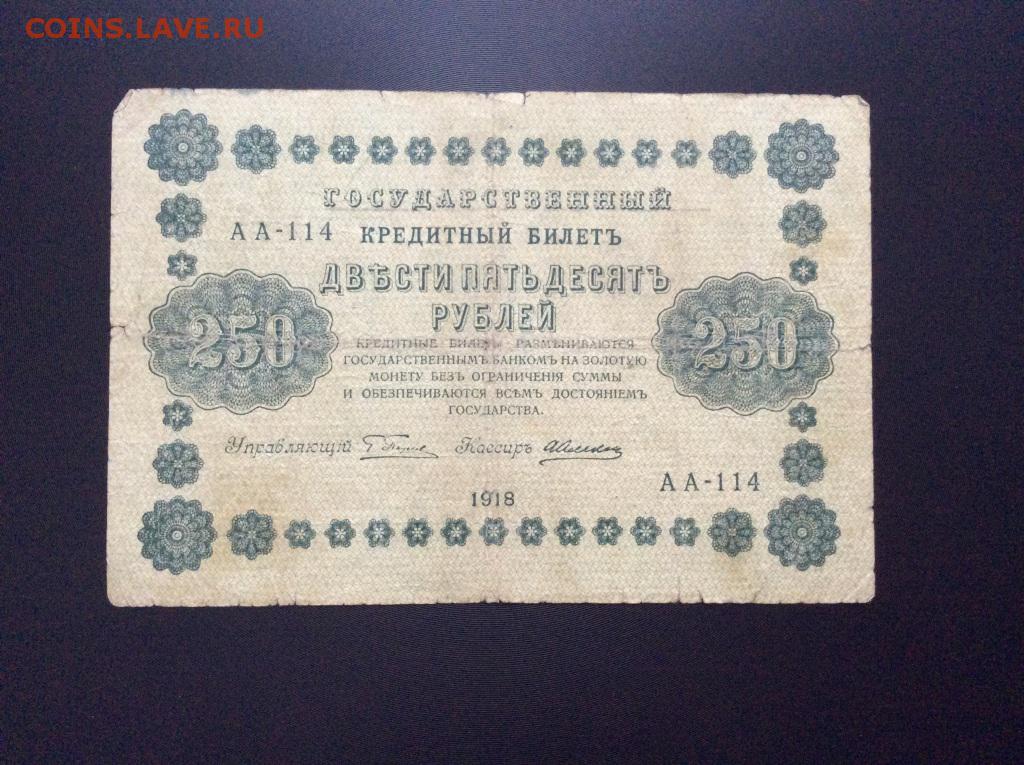 COINS.LAVE.RU
ГОСУДАРСТВЕННЫЙ
АА-114 КРЕДИТНЫЙ БИЛЕТЪ
ДВѢСТИ ПЯТЬДЕСЯТЪ
РУБЛЕЙ
250
250
КРЕДИТНЫЕ БИЛЕТЫ РАЗМѢНИВАЮТСЯ
ГОСУДАРСТВЕННЫМЪ БАНКОМЪ НА ЗОЛОТУЮ
МОНЕТУ БЕЗЪ ОГРАНИЧЕНІЯ СУММЫ
И ОБЕЗПЕЧИВАЮТСЯ ВСѢМЪ ДОСТОЯНІЕМЪ
ГОСУДАРСТВА.
Управляющій Кассиръ
АА-114
1918